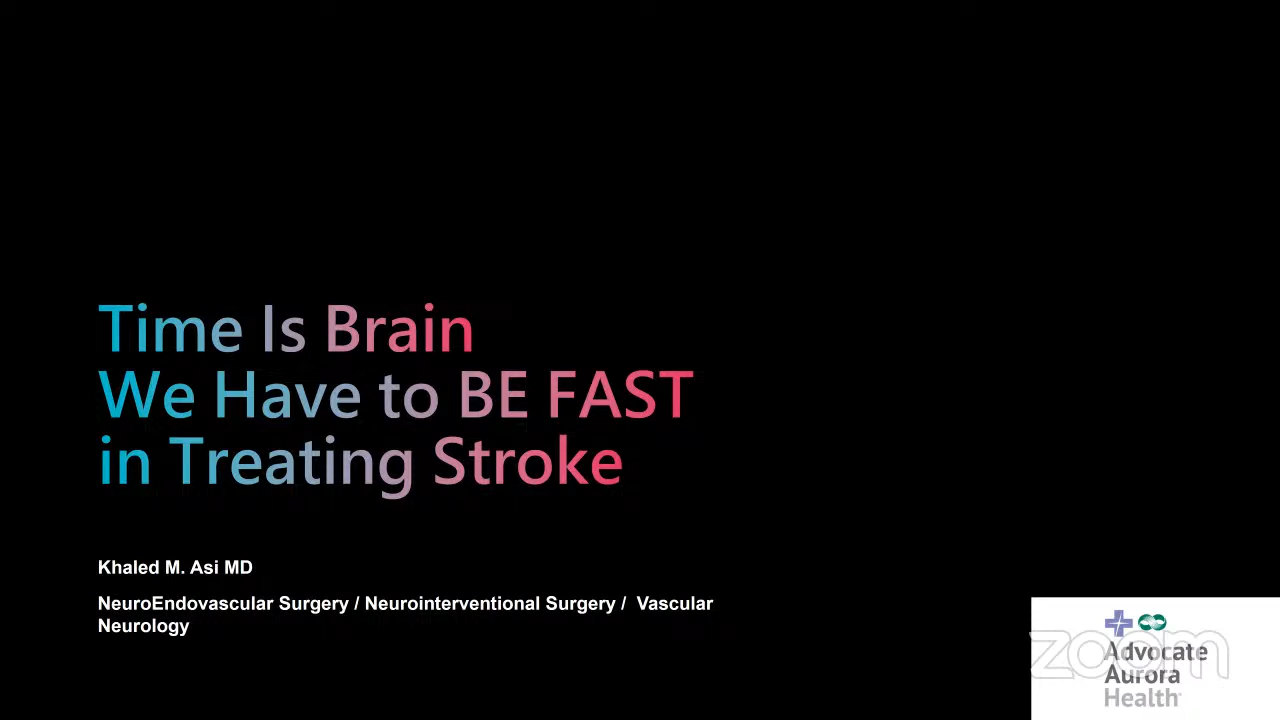 Time Is Brain
We Have to BE FAST
in Treating Stroke
Khaled M. Asi MD
NeuroEndovascular Surgery / Neurointerventional Surgery / Vascular
Neurology
zoom
Advocate
Aurora
Health